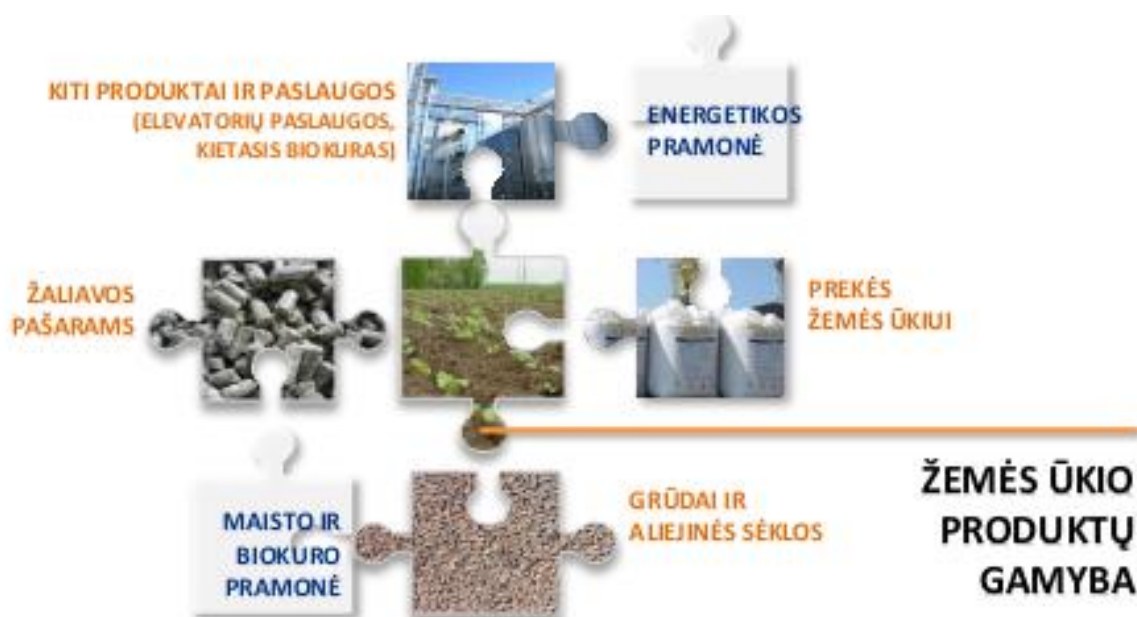 KITI PRODUKTAI IR PASLAUGOS
(ELEVATORIŲ PASLAUGOS,
KIETASIS BIOKURAS)
ENERGETIKOS
PRAMONĖ
ŽALIAVOS
PAŠARAMS
PREKĖS
ŽEMĖS ŪKIUI
MAISTO IR
BIOKURO
PRAMONĖ
GRŪDAI IR
ALIEJINĖS SĖKLOS
ŽEMĖS ŪKIO
PRODUKTŲ
GAMYBA